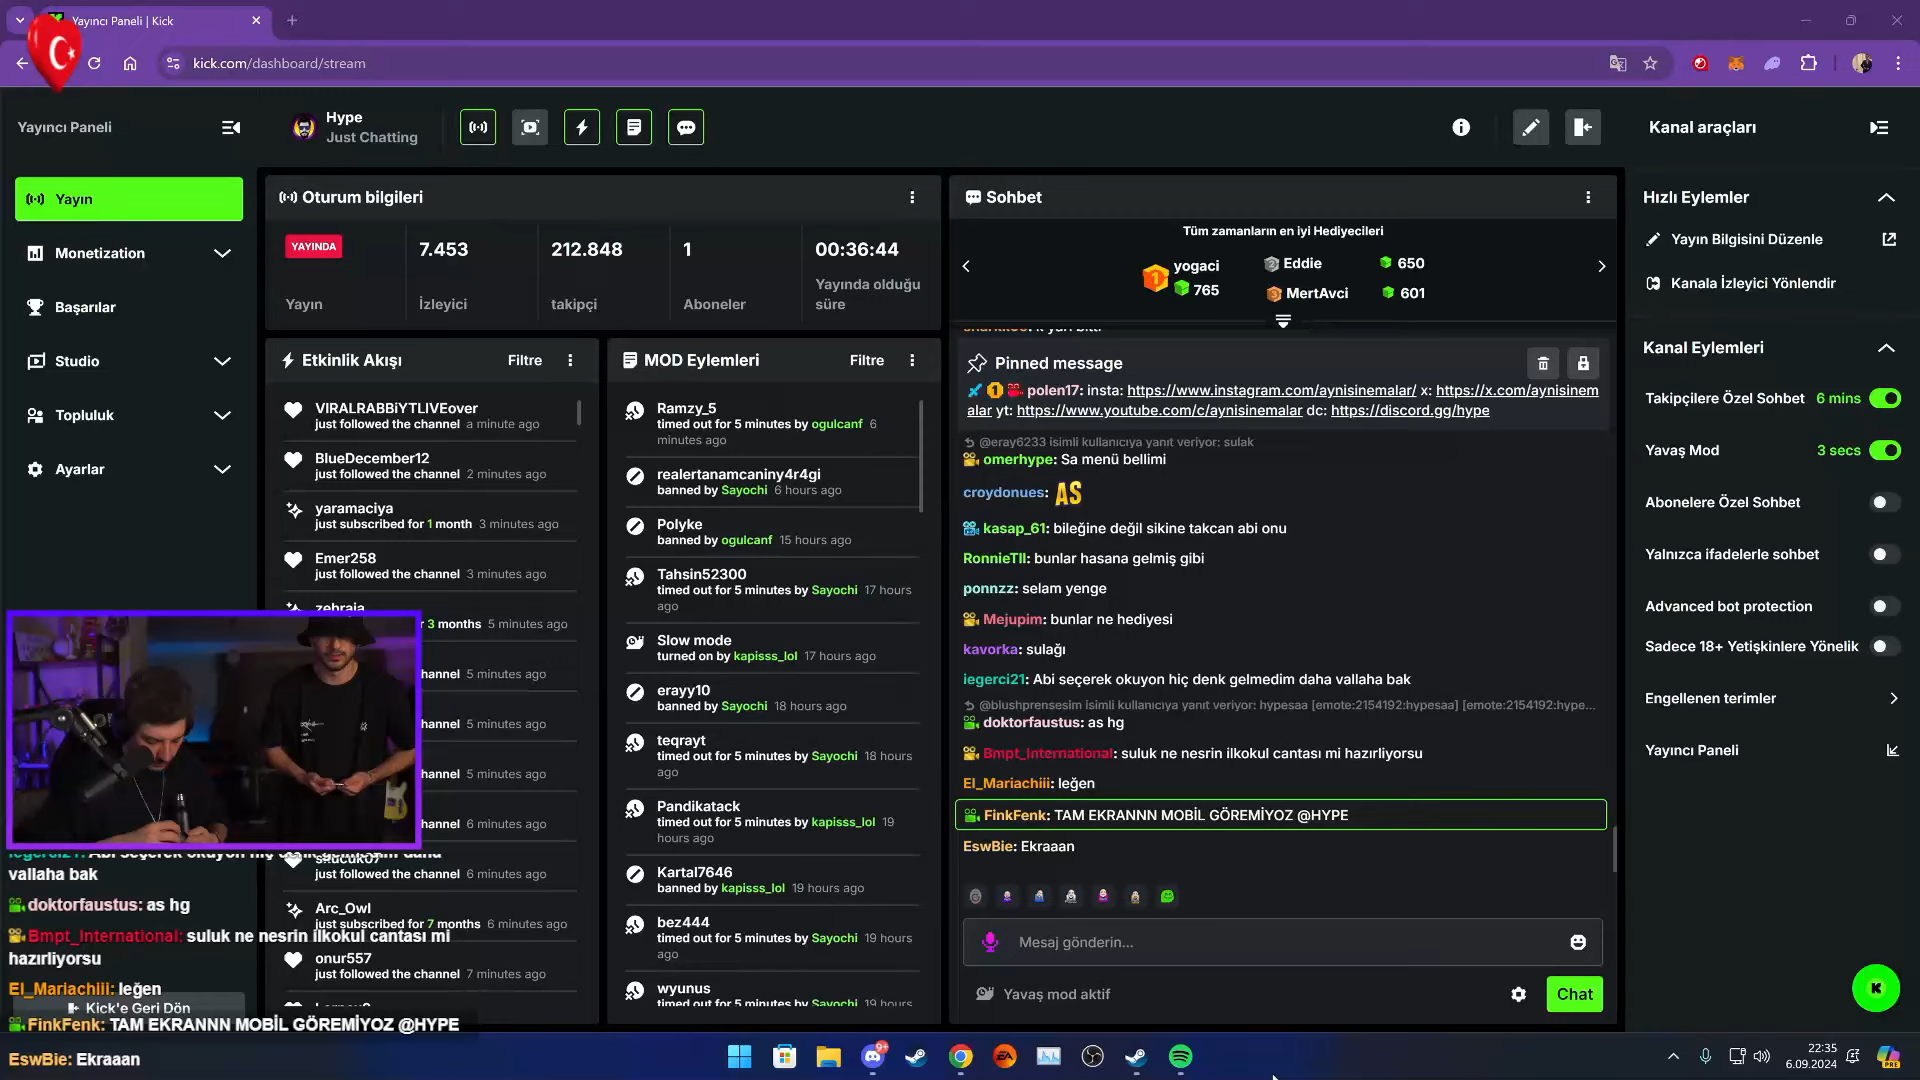 Yayıncı Paneli | Kick
kick.com/dashboard/stream
Yayıncı Paneli
Hype
Just Chatting
Kanal araçları
Yayın
Monetization
Başarılar
Studio
Topluluk
Ayarlar
Oturum bilgileri
YAYINDA
7.453
212.848
1
00:36:44
Yayın
İzleyici
takipçi
Aboneler
Yayında olduğu
süre
Etkinlik Akışı
Filtre
VIRALRABBiYTLIVEover
just followed the channel a minute ago
BlueDecember12
just followed the channel 2 minutes ago
yaramaciya
just subscribed for 1 month 3 minutes ago
Emer258
just followed the channel 3 minutes ago
3 months 5 minutes ago
hannel 5 minutes ago
hannel 5 minutes ago
hannel 5 minutes ago
hannel 6 minutes ago
just followed the channel 6 minutes ago
Arc_Owl
just subscribed for 7 months 6 minutes ago
onur557
just followed the channel 7 minutes ago
MOD Eylemleri
Filtre
Ramzy_5
timed out for 5 minutes by ogulcanf 6
minutes ago
realertanamcaniny4r4gi
banned by Sayochi 6 hours ago
Polyke
banned by ogulcanf 15 hours ago
Tahsin52300
timed out for 5 minutes by Sayochi 17 hours
ago
Slow mode
turned on by kapisss_lol 17 hours ago
erayy10
banned by Sayochi 18 hours ago
teqrayt
timed out for 5 minutes by Sayochi 18 hours
ago
Pandikatack
timed out for 5 minutes by kapisss_lol 19
hours ago
Kartal7646
banned by kapisss_lol 19 hours ago
bez444
timed out for 5 minutes by Sayochi 19 hours
ago
wyunus
timed out for 5 minutes by Sayochi 19 hours
Sohbet
Tüm zamanların en iyi Hediyecileri
yogaci
765
Eddie
650
MertAvci
601
Pinned message
polen17: insta: https://www.instagram.com/aynisinemalar/ x: https://x.com/aynisinem
alar yt: https://www.youtube.com/c/aynisinemalar dc: https://discord.gg/hype
@eray6233 isimli kullanıcıya yanıt veriyor: sulak
omerhype: Sa menü bellimi
croydonues: AS
kasap_61: bileğine değil sikine takcan abi onu
RonnieTII: bunlar hasana gelmiş gibi
ponnzz: selam yenge
Mejupim: bunlar ne hediyesi
kavorka: sulağı
iegerci21: Abi seçerek okuyon hiç denk gelmedim daha vallaha bak
@blushprensesim isimli kullanıcıya yanıt veriyor: hypesaa [emote:2154192:hypesaa] [emote:2154192:hype...
doktorfaustus: as hg
Bmpt_International: suluk ne nesrin ilkokul cantası mi hazırlıyorsu
El_Mariachiii: leğen
FinkFenk: TAM EKRANNN MOBİL GÖREMİYOZ @HYPE
EswBie: Ekraaan
Mesaj gönderin...
Yavaş mod aktif
Chat
Hızlı Eylemler
Yayın Bilgisini Düzenle
Kanala İzleyici Yönlendir
Kanal Eylemleri
Takipçilere Özel Sohbet 6 mins
Yavaş Mod 3 secs
Abonelere Özel Sohbet
Yalnızca ifadelerle sohbet
Advanced bot protection
Sadece 18+ Yetişkinlere Yönelik
Engellenen terimler
Yayıncı Paneli
vallaha bak
doktorfaustus: as hg
Bmpt_International: suluk ne nesrin ilkokul cantası mi
hazırlıyorsu
El_Mariachiii: leğen
Kick'e Geri Dön
FinkFenk: TAM EKRANNN MOBİL GÖREMİYOZ @HYPE
EswBie: Ekraaan
9+
22:35
6.09.2024